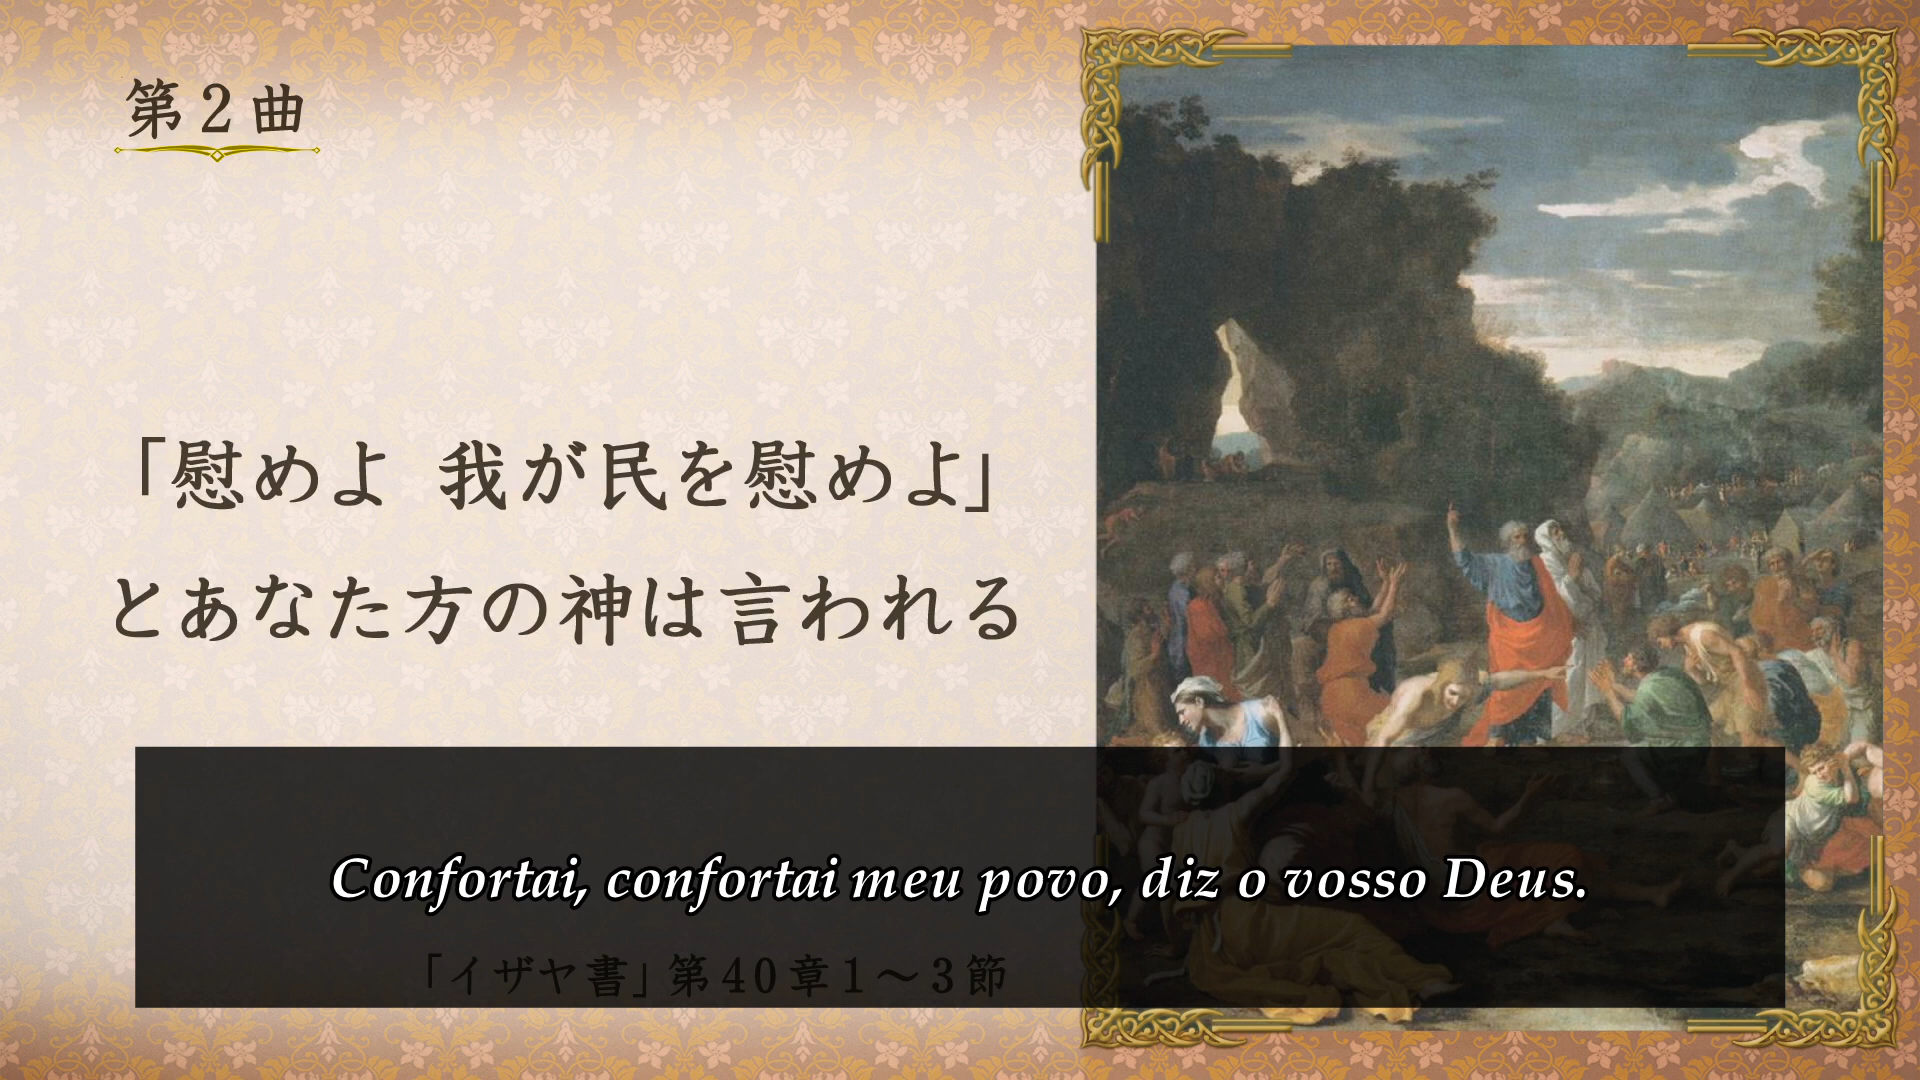 第2曲
「慰めよ 我が民を慰めよ」
とあなた方の神は言われる
Confortai, confortai meu povo, diz o vosso Deus.
「イザヤ書」第40章1～3節